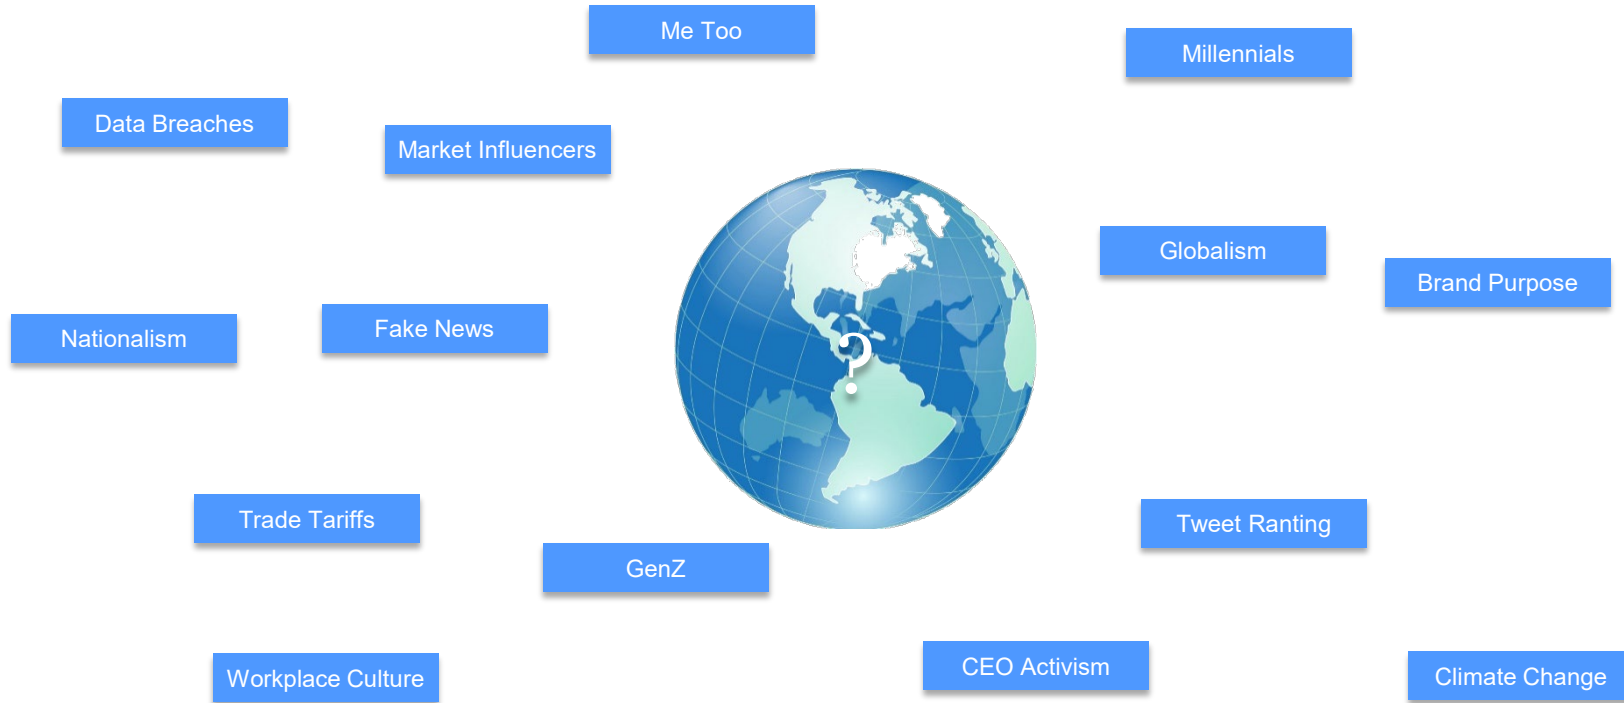 Me Too
Millennials
Data Breaches
Market Influencers
Globalism
Brand Purpose
Nationalism
Fake News
?
Trade Tariffs
Tweet Ranting
GenZ
Workplace Culture
CEO Activism
Climate Change